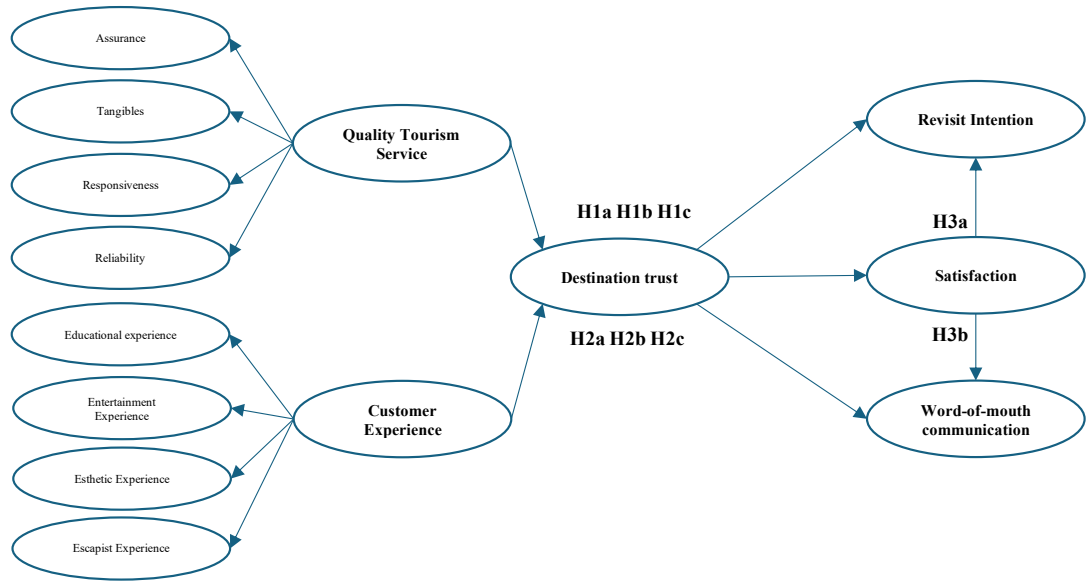 Assurance
Tangibles
Responsiveness
Reliability
Educational experience
Entertainment
Experience
Esthetic Experience
Escapist Experience
Quality Tourism
Service
Customer
Experience
H1a H1b H1c
Destination trust
H2a H2b H2c
Revisit Intention
H3a
Satisfaction
H3b
Word-of-mouth
communication